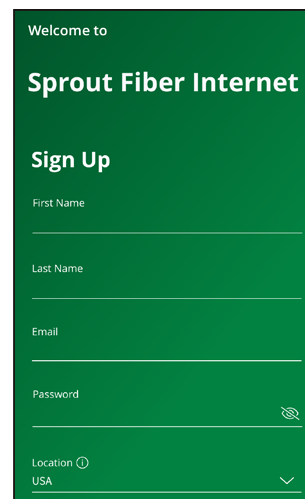 Welcome to
Sprout Fiber Internet
Sign Up
First Name
Last Name
Email
Password
Location
USA